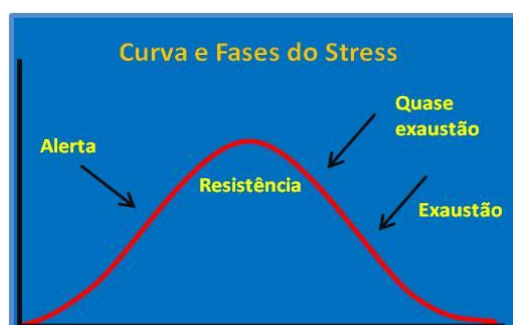 Curva e Fases do Stress
Quase
exaustão
Alerta
Resistência
Exaustão